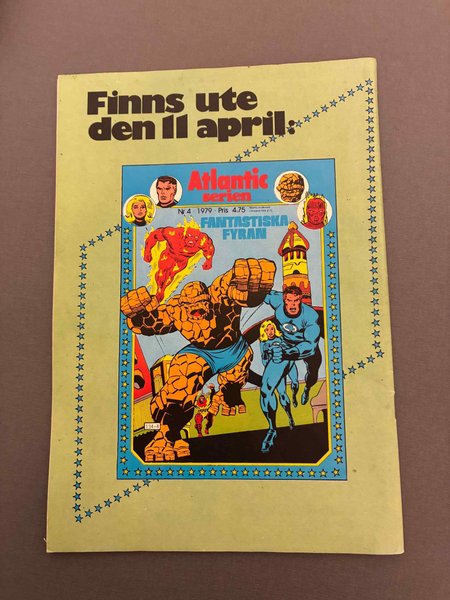 Finns ute
den 11 april:
Atlantic
serien
Nr 4 · 1979 · Pris 4.75
FANTASTISKA
FYRAN